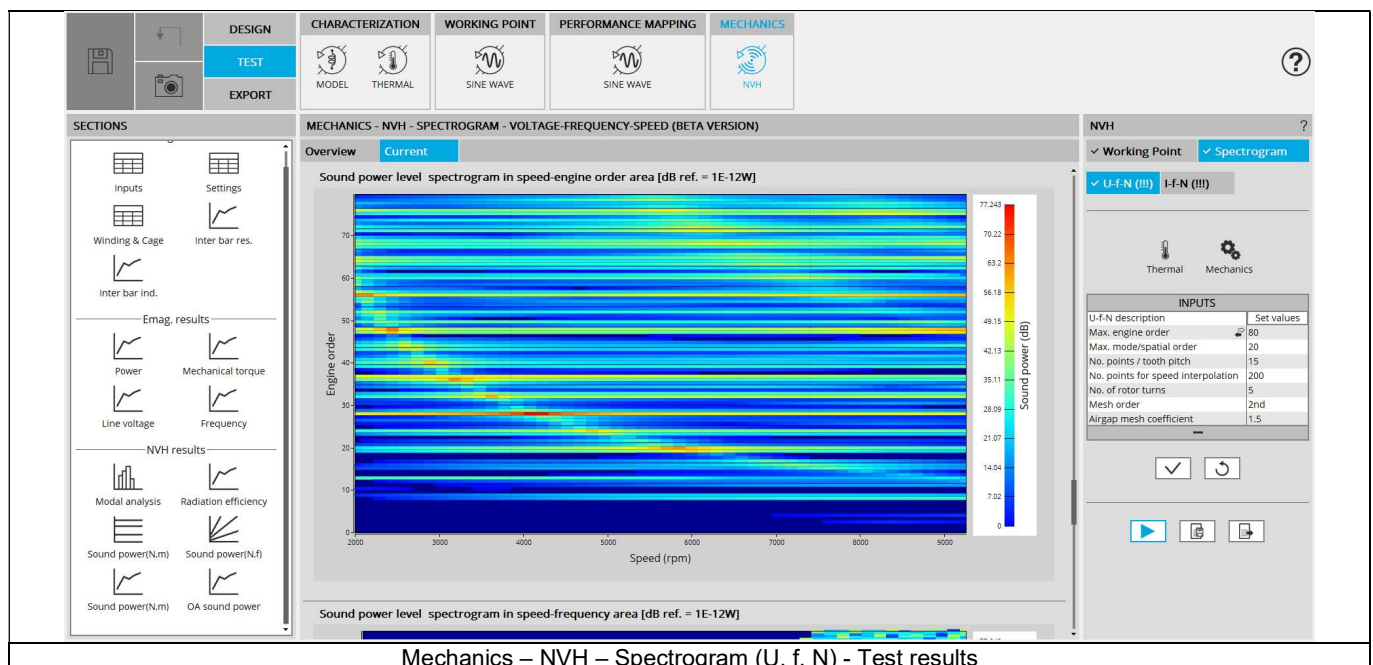 DESIGN
TEST
EXPORT
CHARACTERIZATION
WORKING POINT
PERFORMANCE MAPPING
MECHANICS
MODEL
THERMAL
SINE WAVE
SINE WAVE
NVH
?
SECTIONS
Inputs
Settings
Winding & Cage
Inter bar res.
Inter bar ind.
Emag. results
Power
Mechanical torque
Line voltage
Frequency
NVH results
Modal analysis
Radiation efficiency
Sound power(N,m)
Sound power(N,f)
Sound power(N,m)
OA sound power
MECHANICS - NVH - SPECTROGRAM - VOLTAGE-FREQUENCY-SPEED (BETA VERSION)
Overview
Current
Sound power level spectrogram in speed-engine order area [dB ref. = 1E-12W]
70
60
50
40
30
20
10
0
Engine order
2000
3000
4000
5000
6000
7000
8000
9000
Speed (rpm)
77.243
70.22
63.2
56.18
49.15
42.13
35.11
28.09
21.07
14.04
7.02
0
Sound power (dB)
Sound power level spectrogram in speed-frequency area [dB ref. = 1E-12W]
NVH
?
Working Point
Spectrogram
U-f-N (!!!)
I-f-N (!!!)
Thermal
Mechanics
INPUTS
U-f-N description Set values
Max. engine order 80
Max. mode/spatial order 20
No. points / tooth pitch 15
No. points for speed interpolation 200
No. of rotor turns 5
Mesh order 2nd
Airgap mesh coefficient 1.5
Mechanics – NVH – Spectrogram (U, f, N) - Test results